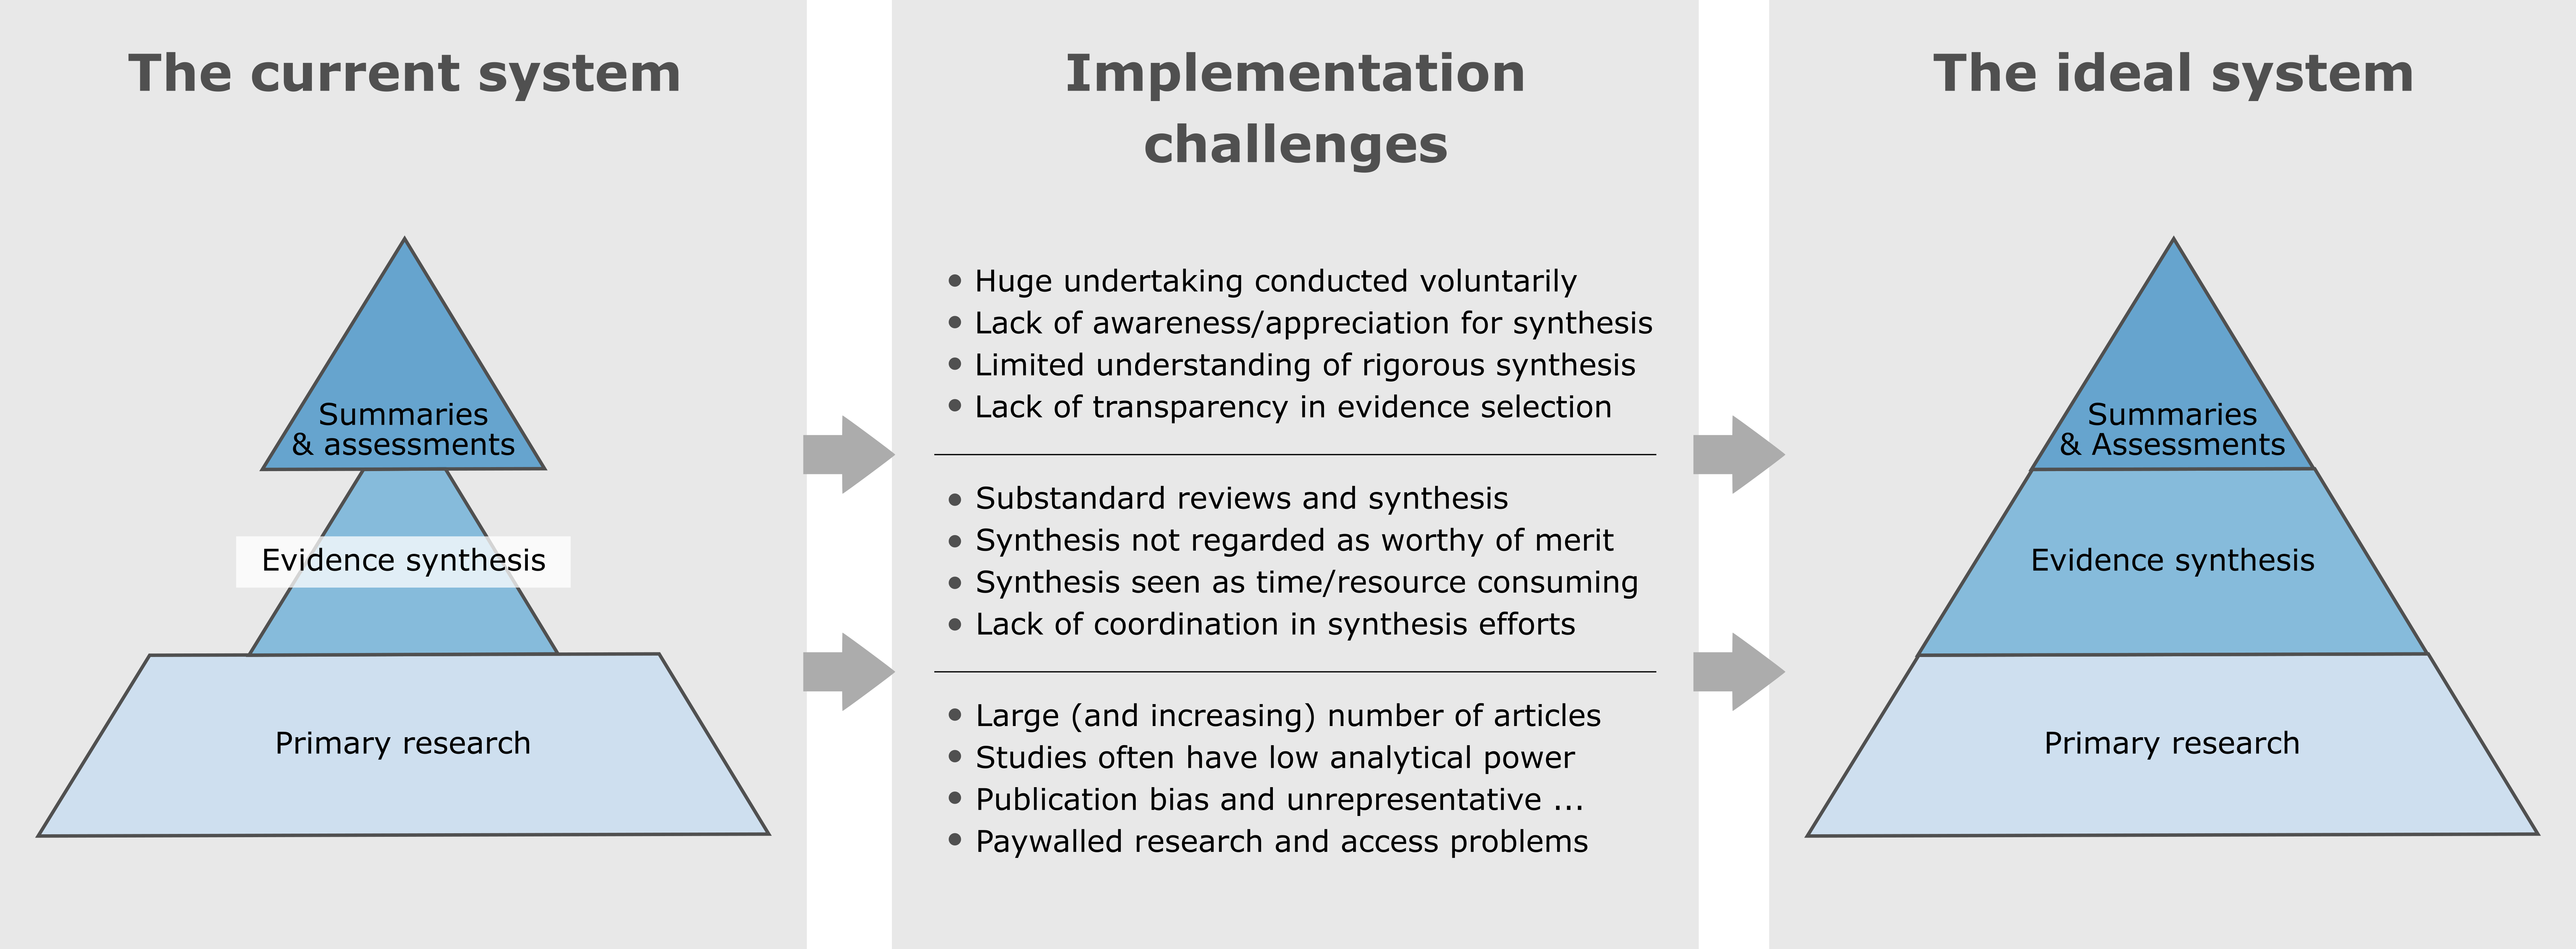 The current system
Summaries
& assessments
Evidence synthesis
Primary research
Implementation
challenges
• Huge undertaking conducted voluntarily
• Lack of awareness/appreciation for synthesis
• Limited understanding of rigorous synthesis
• Lack of transparency in evidence selection
• Substandard reviews and synthesis
• Synthesis not regarded as worthy of merit
• Synthesis seen as time/resource consuming
• Lack of coordination in synthesis efforts
• Large (and increasing) number of articles
• Studies often have low analytical power
• Publication bias and unrepresentative ...
• Paywalled research and access problems
The ideal system
Summaries
& Assessments
Evidence synthesis
Primary research